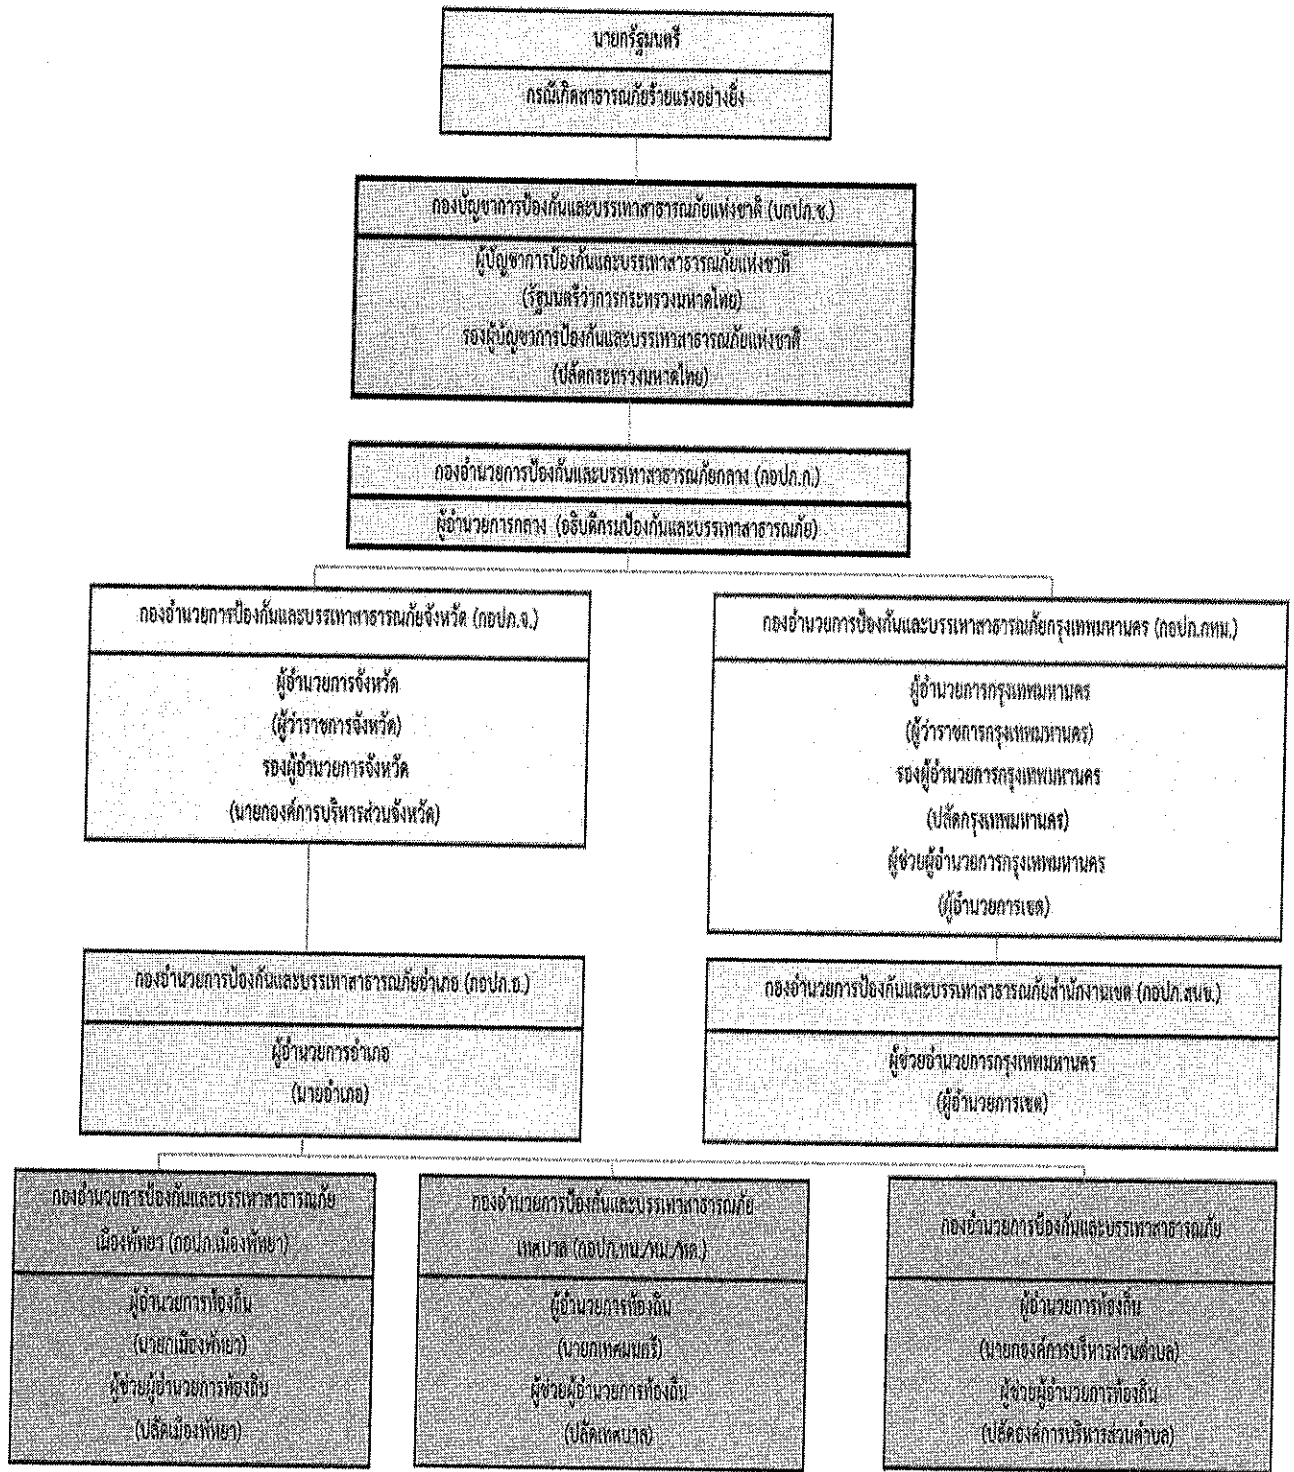 นายกรัฐมนตรี
กรณีเกิดสาธารณภัยร้ายแรงอย่างยิ่ง
กองบัญชาการป้องกันและบรรเทาสาธารณภัยแห่งชาติ (บกปภ.ช.)
ผู้บัญชาการป้องกันและบรรเทาสาธารณภัยแห่งชาติ
(รัฐมนตรีว่าการกระทรวงมหาดไทย)
รองผู้บัญชาการป้องกันและบรรเทาสาธารณภัยแห่งชาติ
(ปลัดกระทรวงมหาดไทย)
กองอำนวยการป้องกันและบรรเทาสาธารณภัยกลาง (กอปภ.ก.)
ผู้อำนวยการกลาง (อธิบดีกรมป้องกันและบรรเทาสาธารณภัย)
กองอำนวยการป้องกันและบรรเทาสาธารณภัยจังหวัด (กอปภ.จ.)
ผู้อำนวยการจังหวัด
(ผู้ว่าราชการจังหวัด)
รองผู้อำนวยการจังหวัด
(นายกองค์การบริหารส่วนจังหวัด)
กองอำนวยการป้องกันและบรรเทาสาธารณภัยกรุงเทพมหานคร (กอปภ.กทม.)
ผู้อำนวยการกรุงเทพมหานคร
(ผู้ว่าราชการกรุงเทพมหานคร)
รองผู้อำนวยการกรุงเทพมหานคร
(ปลัดกรุงเทพมหานคร)
ผู้ช่วยผู้อำนวยการกรุงเทพมหานคร
(ผู้อำนวยการเขต)
กองอำนวยการป้องกันและบรรเทาสาธารณภัยอำเภอ (กอปภ.อ.)
ผู้อำนวยการอำเภอ
(นายอำเภอ)
กองอำนวยการป้องกันและบรรเทาสาธารณภัยสำนักงานเขต (กอปภ.สนข.)
ผู้ช่วยอำนวยการกรุงเทพมหานคร
(ผู้อำนวยการเขต)
กองอำนวยการป้องกันและบรรเทาสาธารณภัย
เมืองพัทยา (กอปภ.เมืองพัทยา)
ผู้อำนวยการท้องถิ่น
(นายกเมืองพัทยา)
ผู้ช่วยผู้อำนวยการท้องถิ่น
(ปลัดเมืองพัทยา)
กองอำนวยการป้องกันและบรรเทาสาธารณภัย
เทศบาล (กอปภ.ทน./ทม./ทต.)
ผู้อำนวยการท้องถิ่น
(นายกเทศมนตรี)
ผู้ช่วยผู้อำนวยการท้องถิ่น
(ปลัดเทศบาล)
กองอำนวยการป้องกันและบรรเทาสาธารณภัย
ผู้อำนวยการท้องถิ่น
(นายกองค์การบริหารส่วนตำบล)
ผู้ช่วยผู้อำนวยการท้องถิ่น
(ปลัดองค์การบริหารส่วนตำบล)